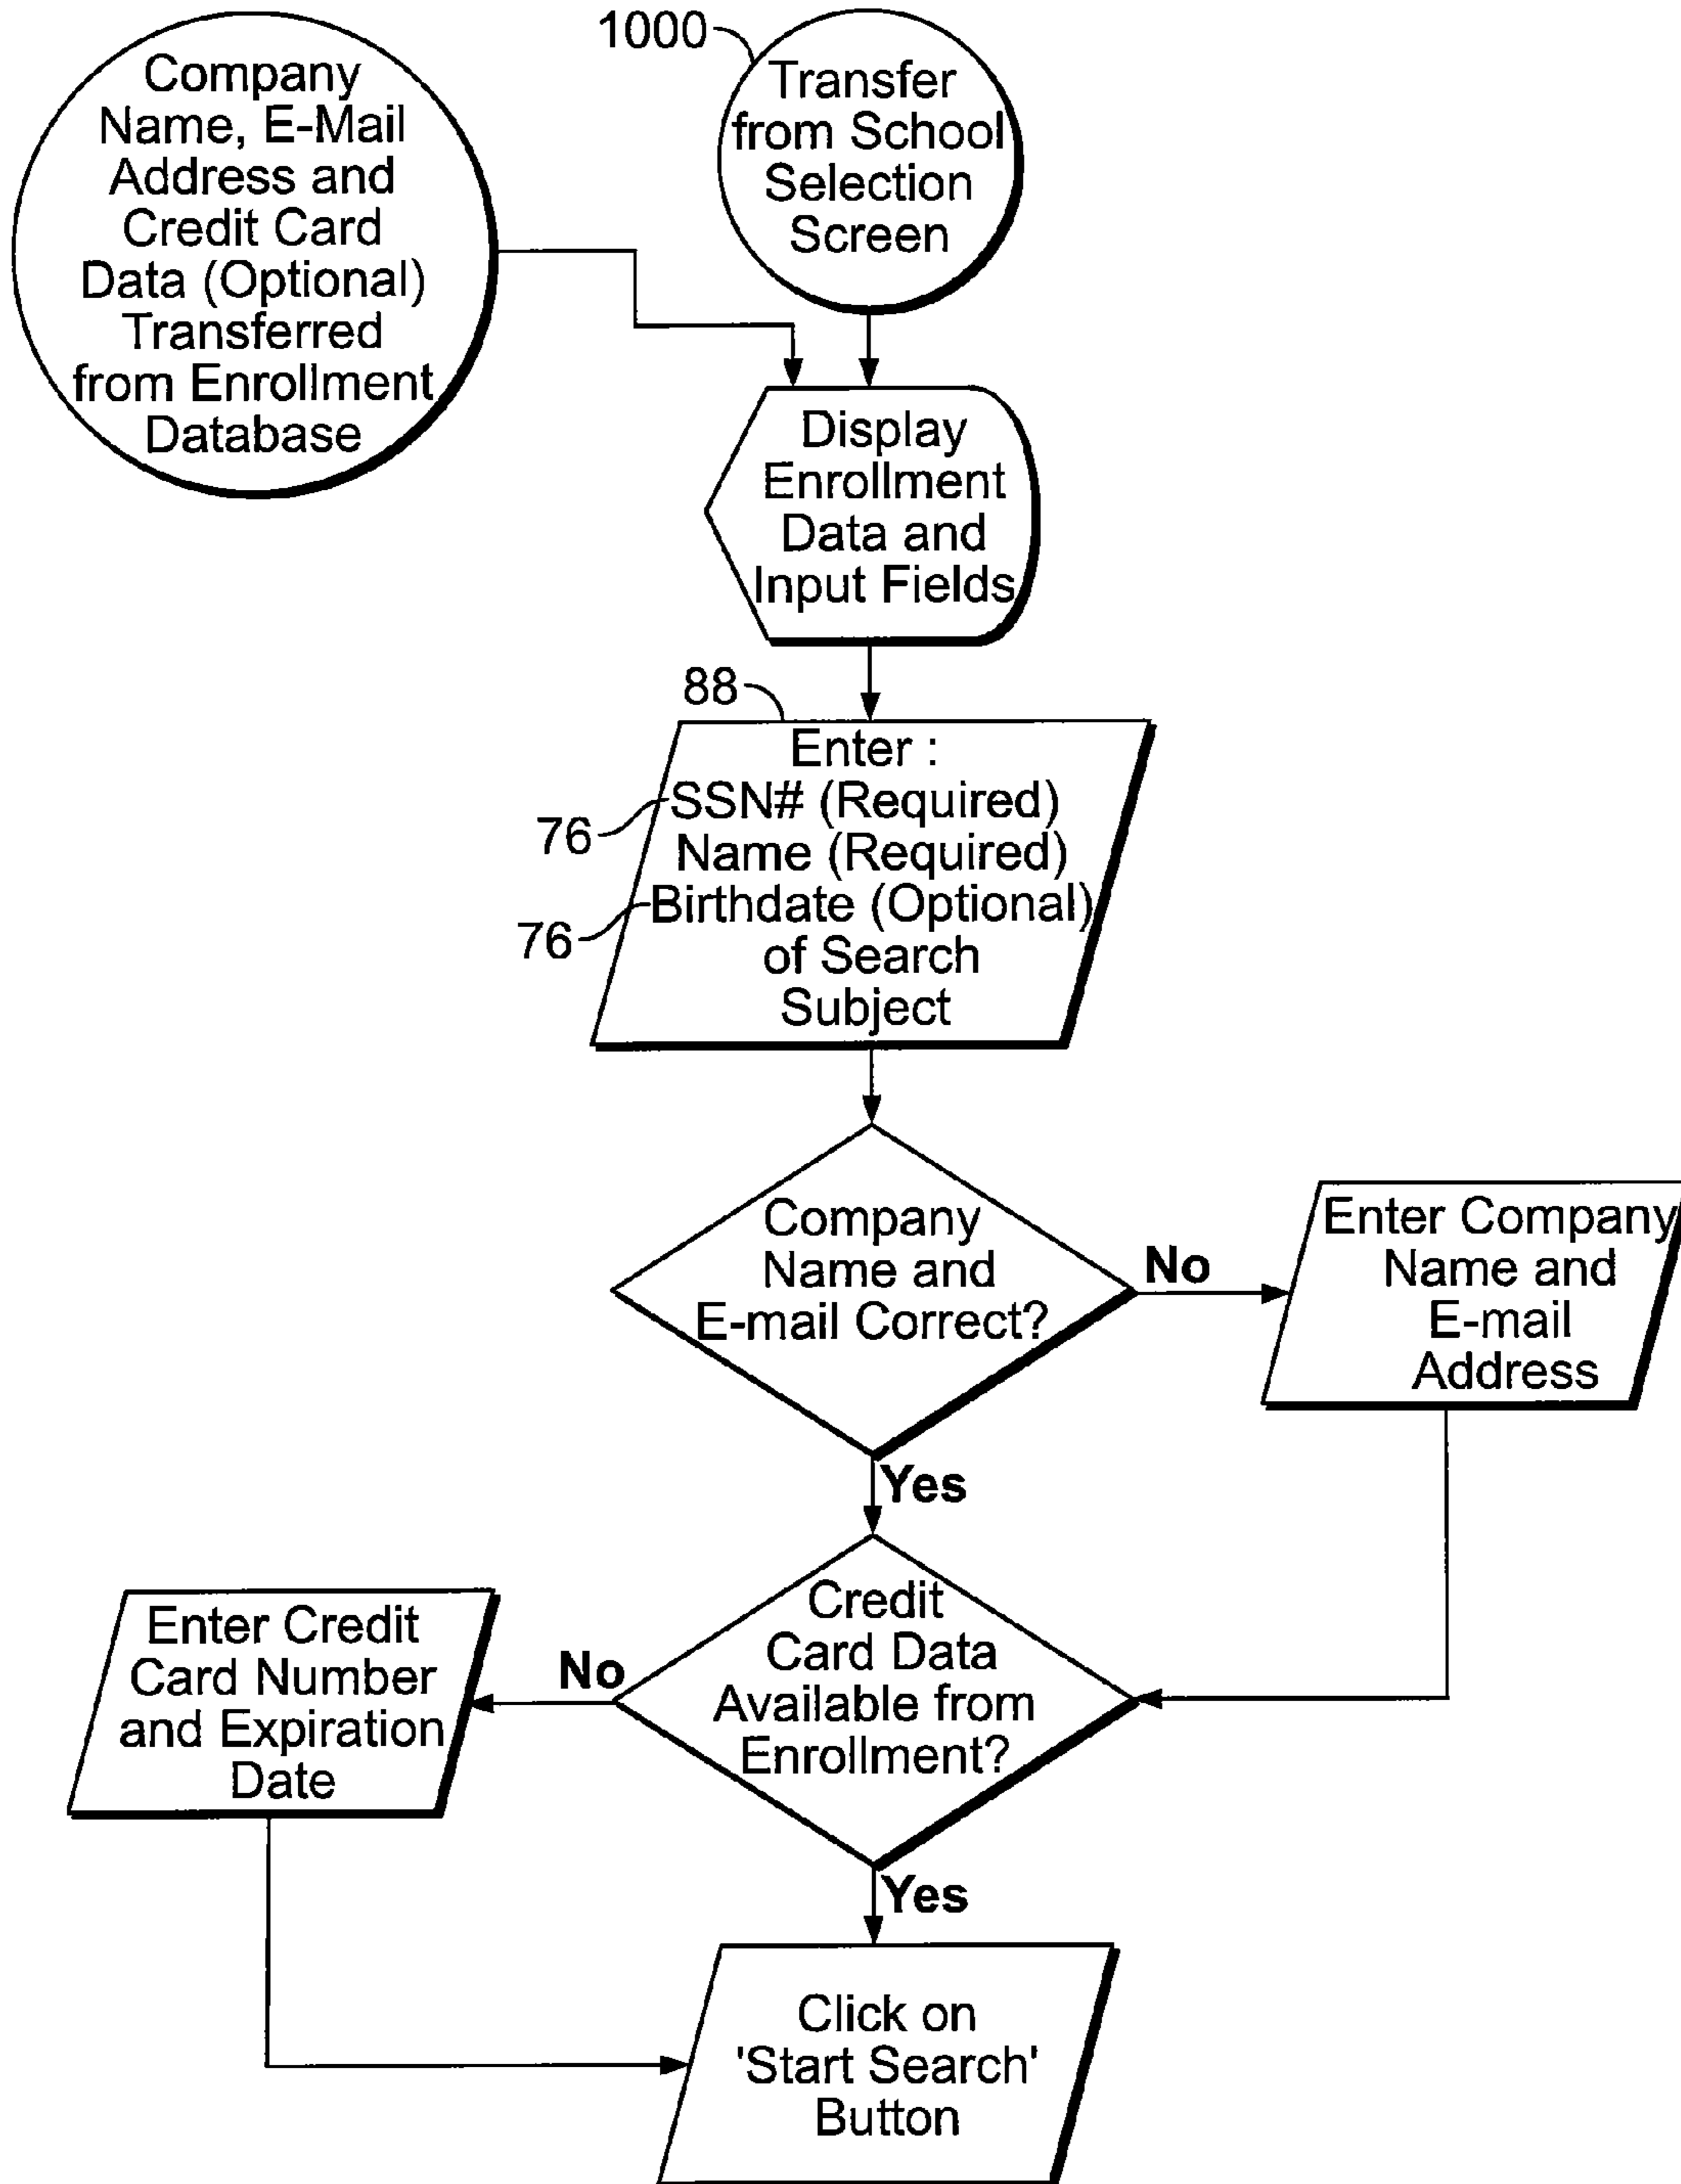 Company
Name, E-Mail
Address and
Credit Card
Data (Optional)
Transferred
from Enrollment
Database
1000
Transfer
from School
Selection
Screen
Display
Enrollment
Data and
Input Fields
88
Enter :
76
SSN# (Required)
Name (Required)
76
Birthdate (Optional)
of Search
Subject
Company
Name and
E-mail Correct?
No
Enter Company
Name and
E-mail
Address
Yes
Credit
Card Data
Available from
Enrollment?
No
Enter Credit
Card Number
and Expiration
Date
Yes
Click on
'Start Search'
Button